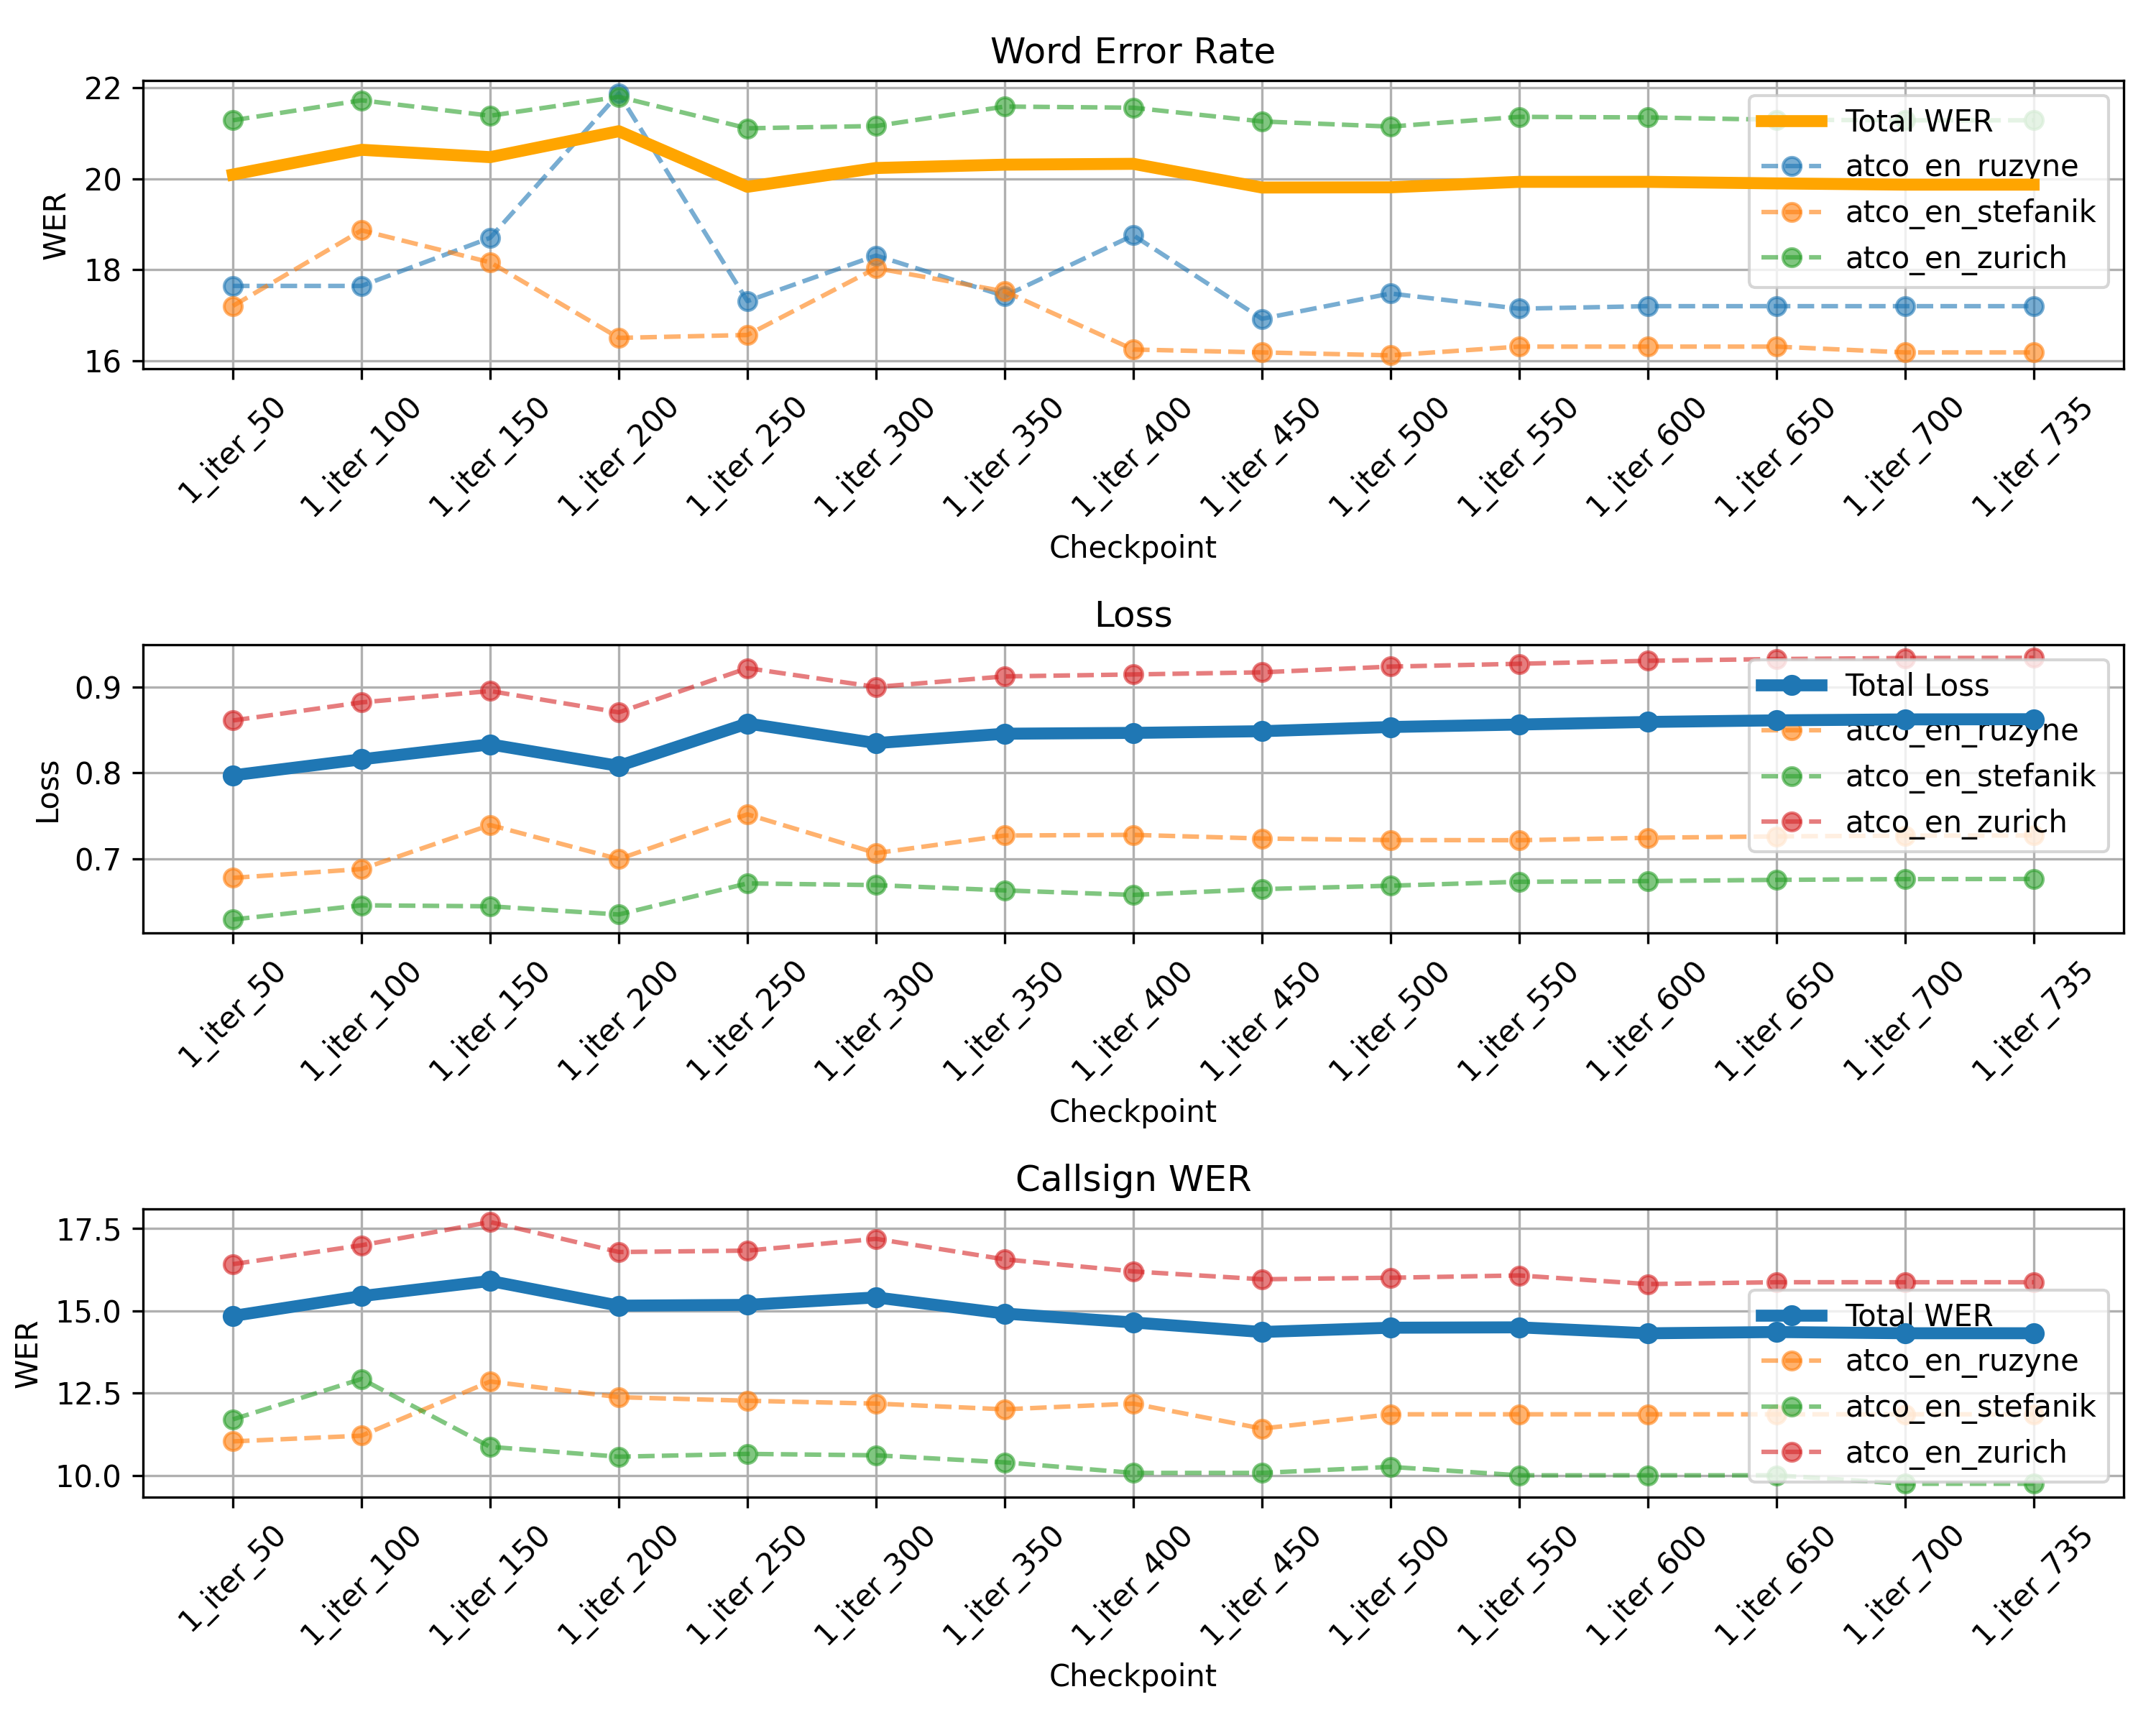 Word Error Rate
WER
22
20
18
16
Total WER
atco_en_ruzyne
atco_en_stefanik
atco_en_zurich
1_iter_50
1_iter_100
1_iter_150
1_iter_200
1_iter_250
1_iter_300
1_iter_350
1_iter_400
1_iter_450
1_iter_500
1_iter_550
1_iter_600
1_iter_650
1_iter_700
1_iter_735
Checkpoint
Loss
Loss
0.9
0.8
0.7
Total Loss
atco_en_ruzyne
atco_en_stefanik
atco_en_zurich
1_iter_50
1_iter_100
1_iter_150
1_iter_200
1_iter_250
1_iter_300
1_iter_350
1_iter_400
1_iter_450
1_iter_500
1_iter_550
1_iter_600
1_iter_650
1_iter_700
1_iter_735
Checkpoint
Callsign WER
WER
17.5
15.0
12.5
10.0
Total WER
atco_en_ruzyne
atco_en_stefanik
atco_en_zurich
1_iter_50
1_iter_100
1_iter_150
1_iter_200
1_iter_250
1_iter_300
1_iter_350
1_iter_400
1_iter_450
1_iter_500
1_iter_550
1_iter_600
1_iter_650
1_iter_700
1_iter_735
Checkpoint